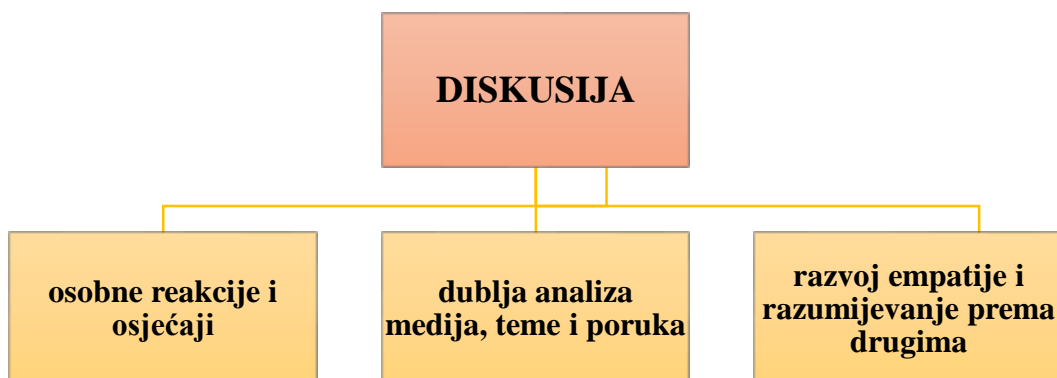 DISKUSIJA
osobne reakcije i
osjećaji
dublja analiza
medija, teme i poruka
razvoj empatije i
razumijevanje prema
drugima